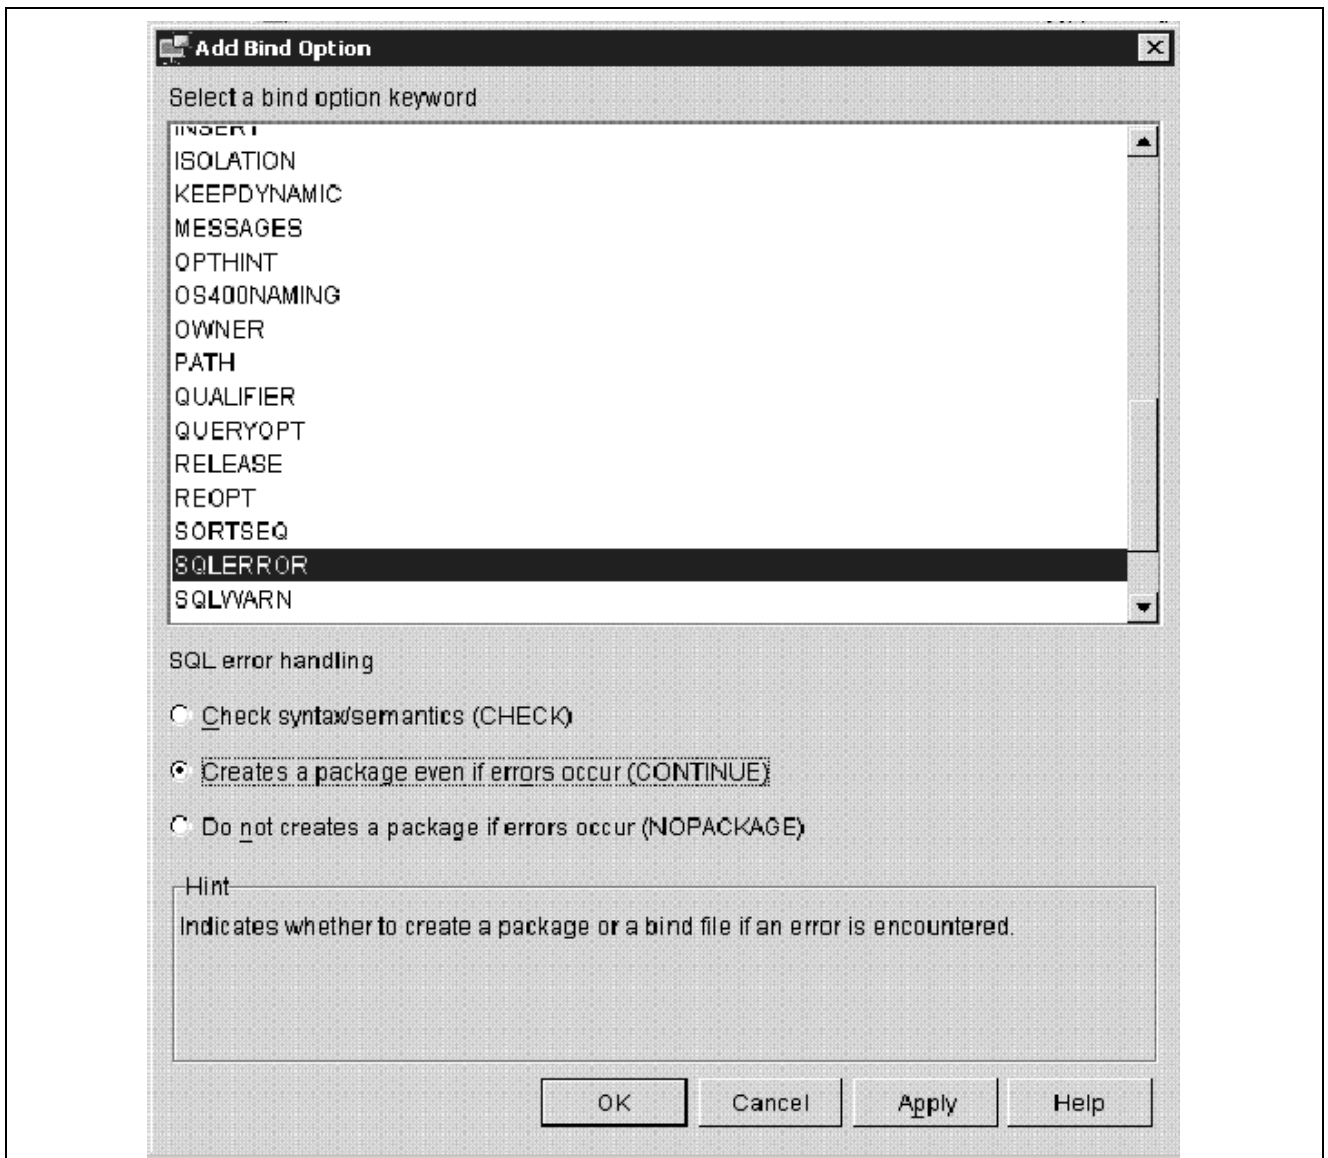 Add Bind Option
Select a bind option keyword
INSERT
ISOLATION
KEEPDYNAMIC
MESSAGES
OPTHINT
OS400NAMING
OWNER
PATH
QUALIFIER
QUERYOPT
RELEASE
REOPT
SORTSEQ
SQLERROR
SQLWARN
SQL error handling
Check syntax/semantics (CHECK)
Creates a package even if errors occur (CONTINUE)
Do not creates a package if errors occur (NOPACKAGE)
Hint
Indicates whether to create a package or a bind file if an error is encountered.
OK Cancel Apply Help